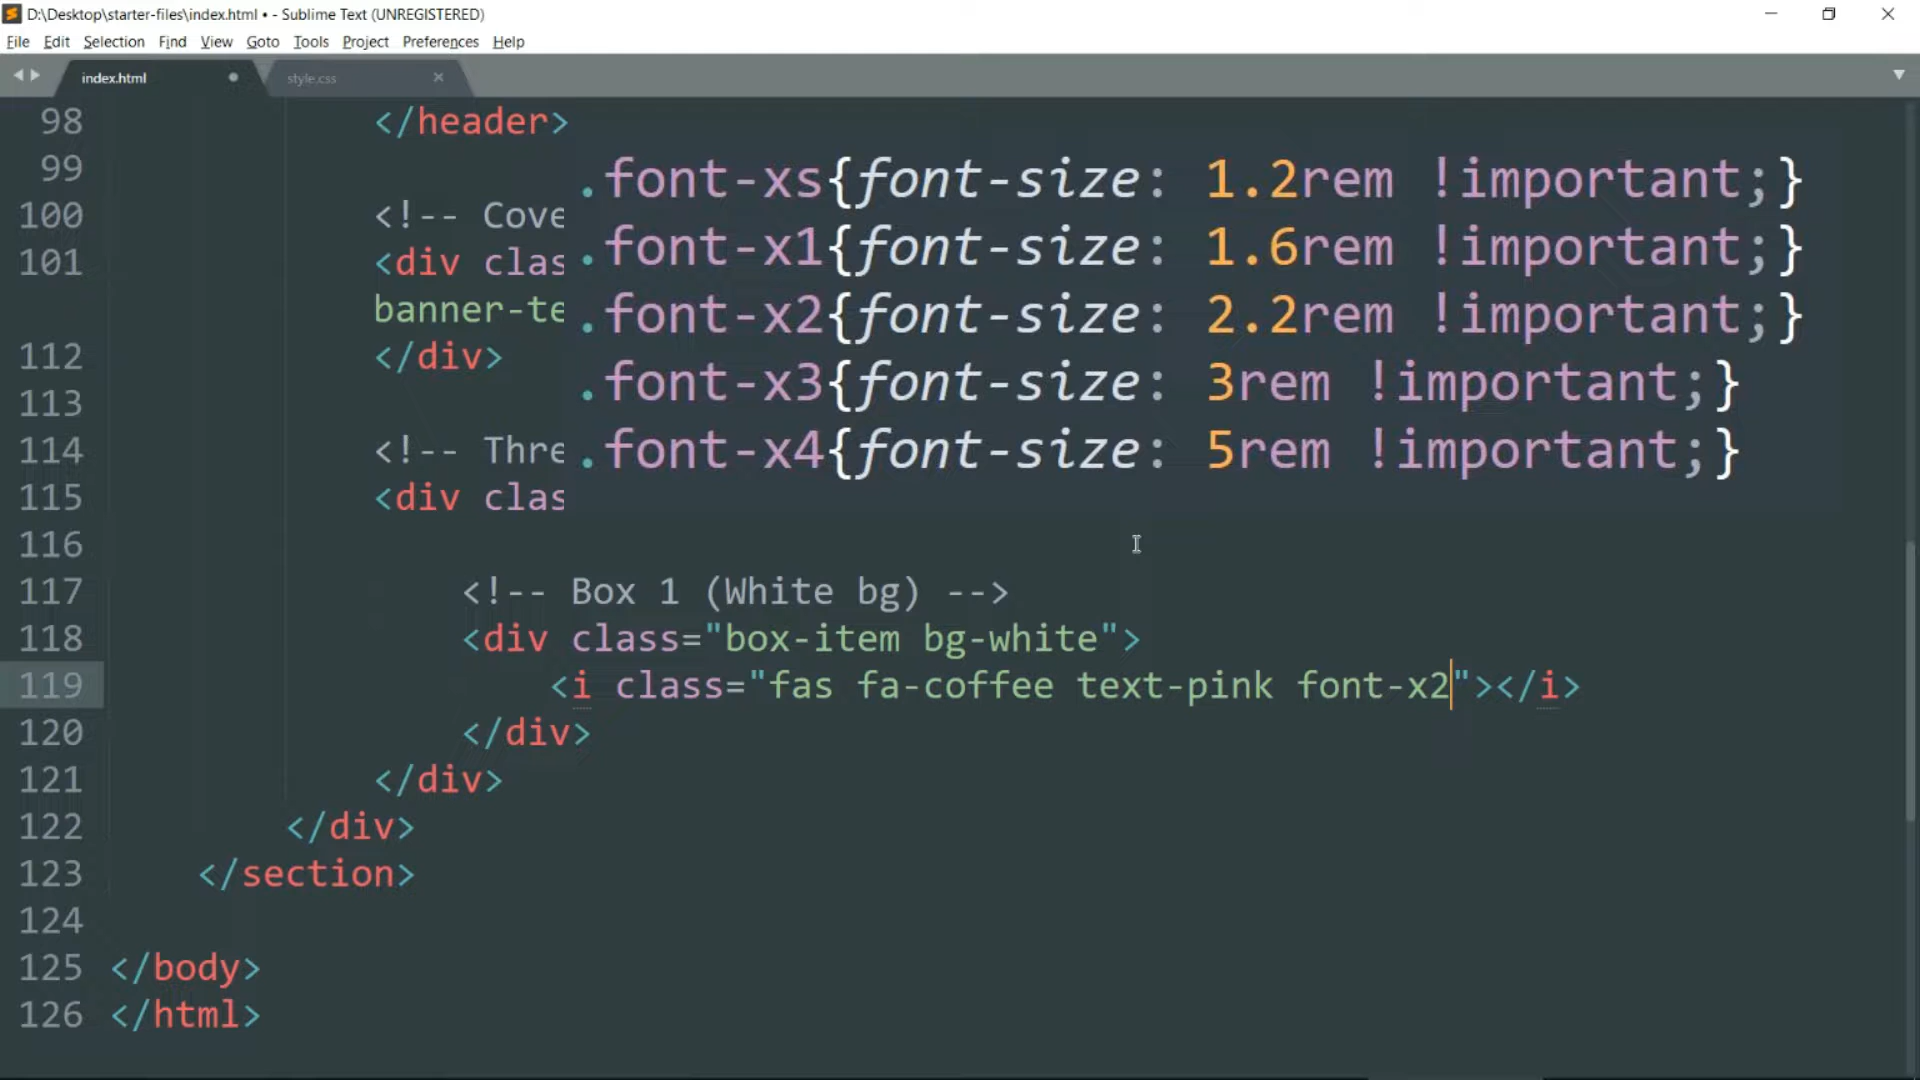 D:\Desktop\starter-files\index.html • - Sublime Text (UNREGISTERED)
File Edit Selection Find View Goto Tools Project Preferences Help
index.html style.css
98 </header>
99
100 <!-- Cove
101 <div clas
banner-te
112 </div>
113
114 <!-- Thre
115 <div clas
.font-xs{font-size: 1.2rem !important;}
.font-x1{font-size: 1.6rem !important;}
.font-x2{font-size: 2.2rem !important;}
.font-x3{font-size: 3rem !important;}
.font-x4{font-size: 5rem !important;}
116
117 <!-- Box 1 (White bg) -->
118 <div class="box-item bg-white">
119 <i class="fas fa-coffee text-pink font-x2"></i>
120 </div>
121 </div>
122 </div>
123 </section>
124
125 </body>
126 </html>